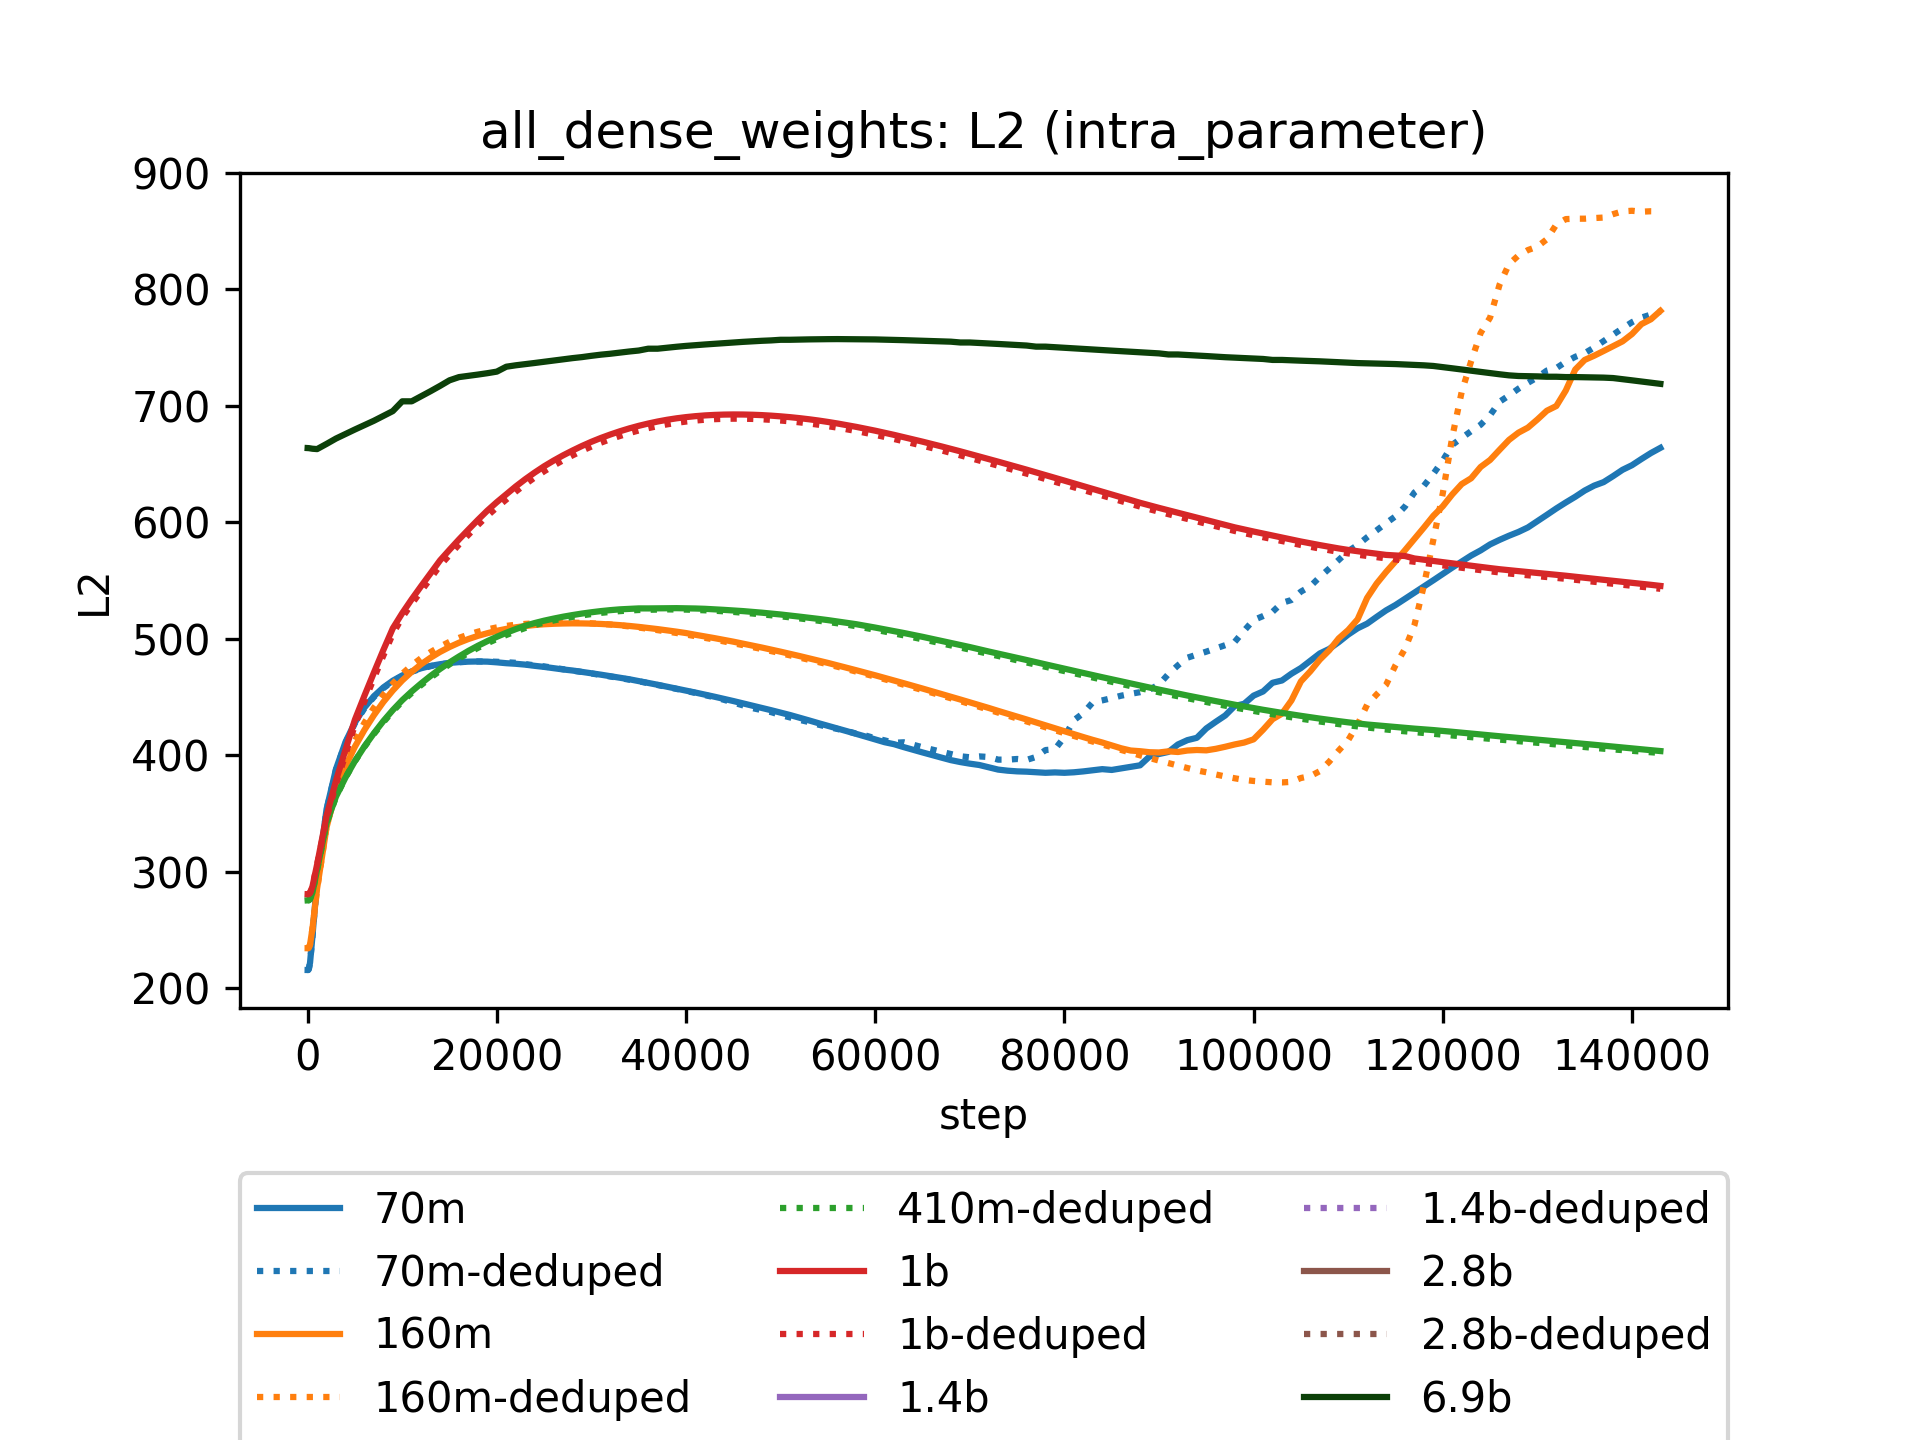 all_dense_weights: L2 (intra_parameter)
900
800
700
600
500
400
300
200
L2
0 20000 40000 60000 80000 100000 120000 140000
step
70m 410m-deduped 1.4b-deduped
70m-deduped 1b 2.8b
160m 1b-deduped 2.8b-deduped
160m-deduped 1.4b 6.9b